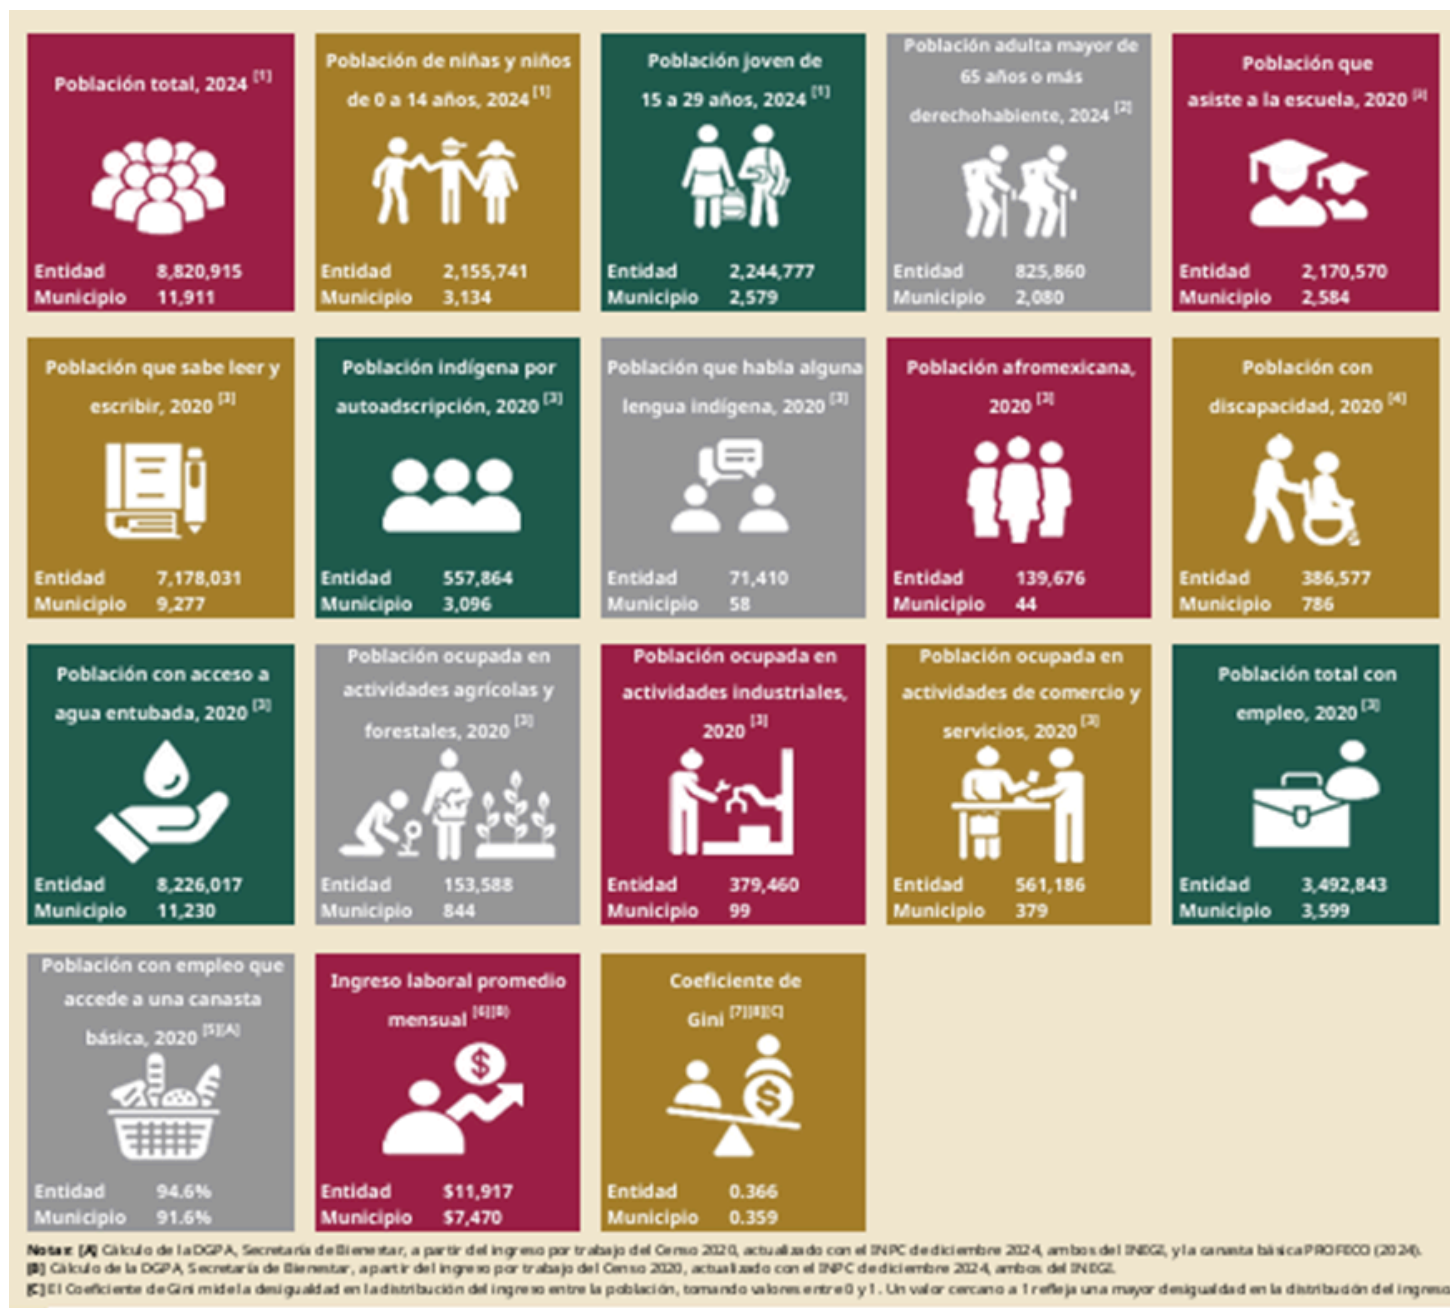 Población total, 2024 [1]
Entidad 8,820,915
Municipio 11,911
Población de niñas y niños
de 0 a 14 años, 2024 [1]
Entidad 2,155,741
Municipio 3,134
Población joven de
15 a 29 años, 2024 [1]
Entidad 2,244,777
Municipio 2,579
Población adulta mayor de
65 años o más
derechohabiente, 2024 [2]
Entidad 825,860
Municipio 2,080
Población que
asiste a la escuela, 2020 [3]
Entidad 2,170,570
Municipio 2,584
Población que sabe leer y
escribir, 2020 [3]
Entidad 7,178,031
Municipio 9,277
Población indígena por
autoadscripción, 2020 [3]
Entidad 557,864
Municipio 3,096
Población que habla alguna
lengua indígena, 2020 [3]
Entidad 71,410
Municipio 58
Población afromexicana,
2020 [3]
Entidad 139,676
Municipio 44
Población con
discapacidad, 2020 [4]
Entidad 386,577
Municipio 786
Población con acceso a
agua entubada, 2020 [3]
Entidad 8,226,017
Municipio 11,230
Población ocupada en
actividades agrícolas y
forestales, 2020 [3]
Entidad 153,588
Municipio 844
Población ocupada en
actividades industriales,
2020 [3]
Entidad 379,460
Municipio 99
Población ocupada en
actividades de comercio y
servicios, 2020 [3]
Entidad 561,186
Municipio 379
Población total con
empleo, 2020 [3]
Entidad 3,492,843
Municipio 3,599
Población con empleo que
accede a una canasta
básica, 2020 [5][A]
Entidad 94.6%
Municipio 91.6%
Ingreso laboral promedio
mensual [6][B]
Entidad $11,917
Municipio $7,470
Coeficiente de
Gini [7][8][C]
Entidad 0.366
Municipio 0.359
Notas: [A] Cálculo de la DGPA, Secretaría de Bienestar, a partir del ingreso por trabajo del Censo 2020, actualizado con el INPC de diciembre 2024, ambos del INEGI, y la canasta básica PROFECO (2024).
[B] Cálculo de la DGPA, Secretaría de Bienestar, a partir del ingreso por trabajo del Censo 2020, actualizado con el INPC de diciembre 2024, ambos del INEGI.
[C] El Coeficiente de Gini mide la desigualdad en la distribución del ingreso entre la población, tomando valores entre 0 y 1. Un valor cercano a 1 refleja una mayor desigualdad en la distribución del ingreso